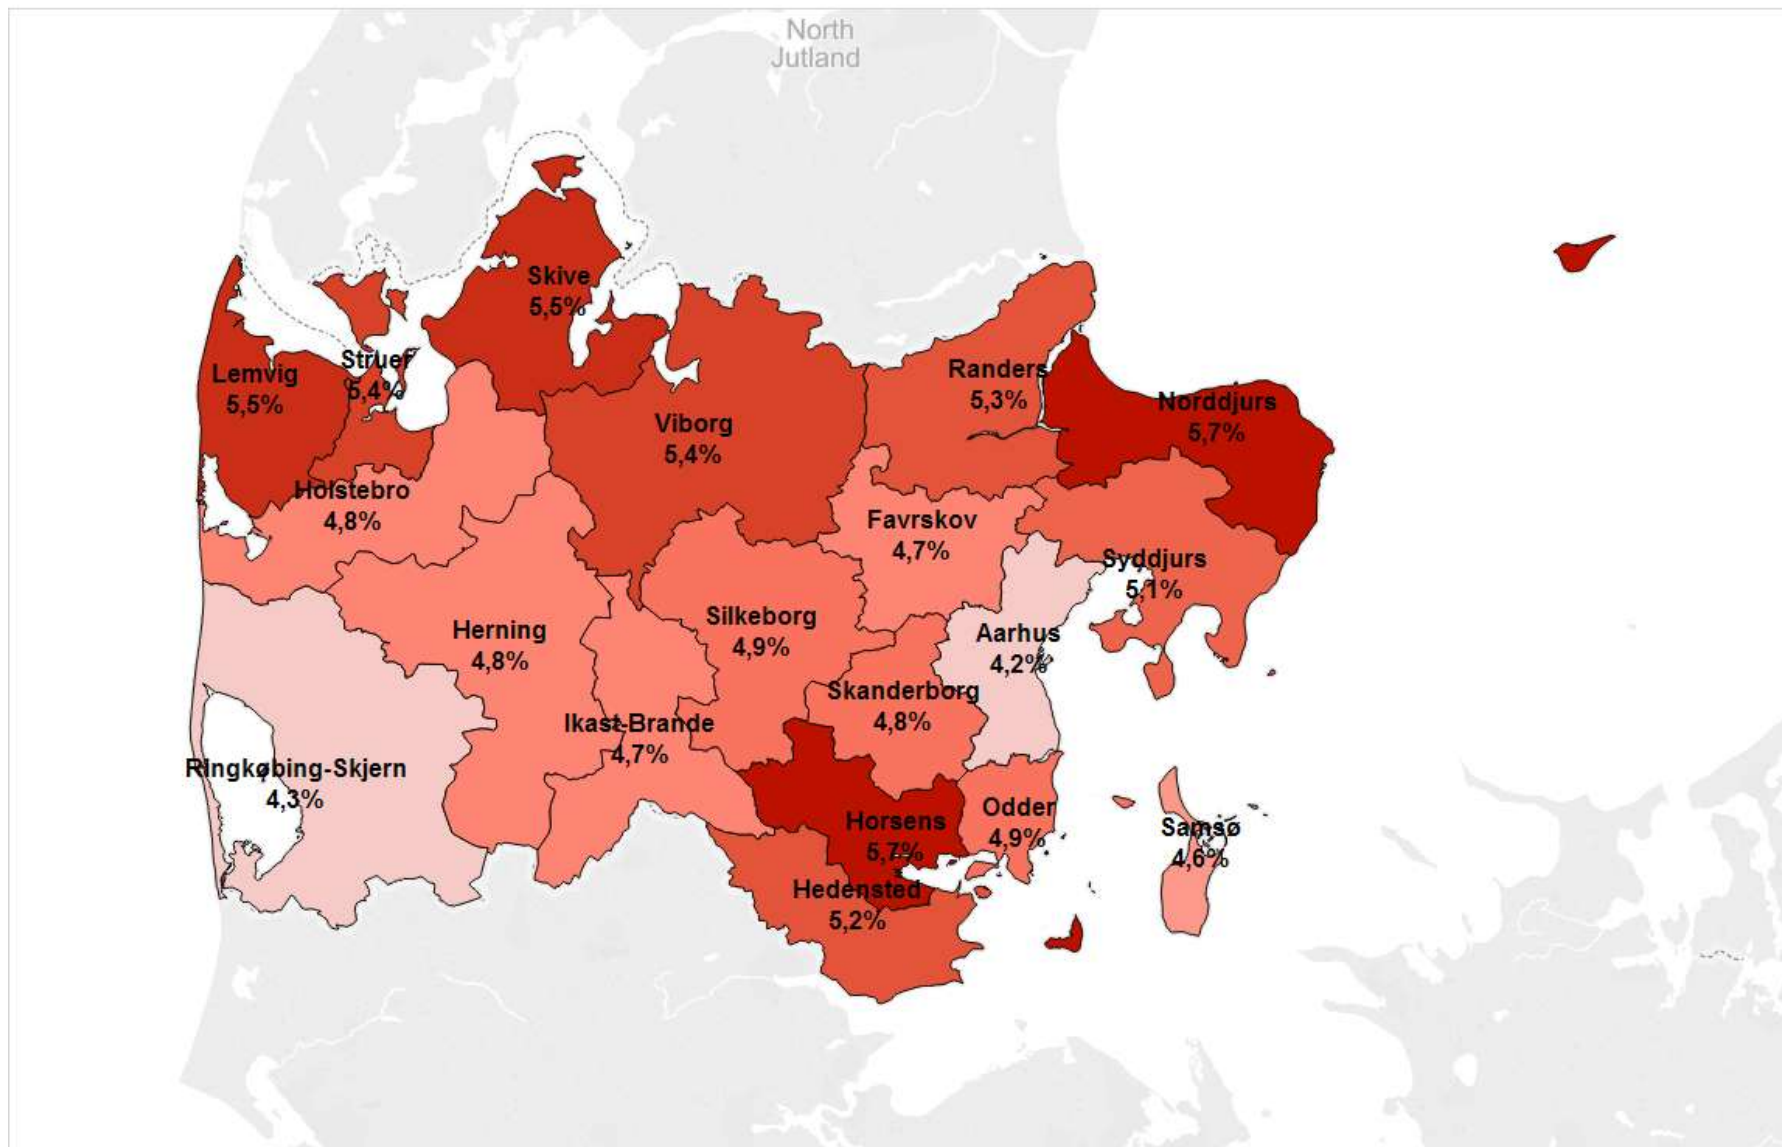 North
Jutland
Skive
5,5%
Struer
5,4%
Lemvig
5,5%
Randers
5,3%
Norddjurs
5,7%
Viborg
5,4%
Holstebro
4,8%
Favrskov
4,7%
Syddjurs
5,1%
Herning
4,8%
Silkeborg
4,9%
Aarhus
4,2%
Skanderborg
4,8%
Ikast-Brande
4,7%
Ringkøbing-Skjern
4,3%
Horsens
5,7%
Odder
4,9%
Samsø
4,6%
Hedensted
5,2%